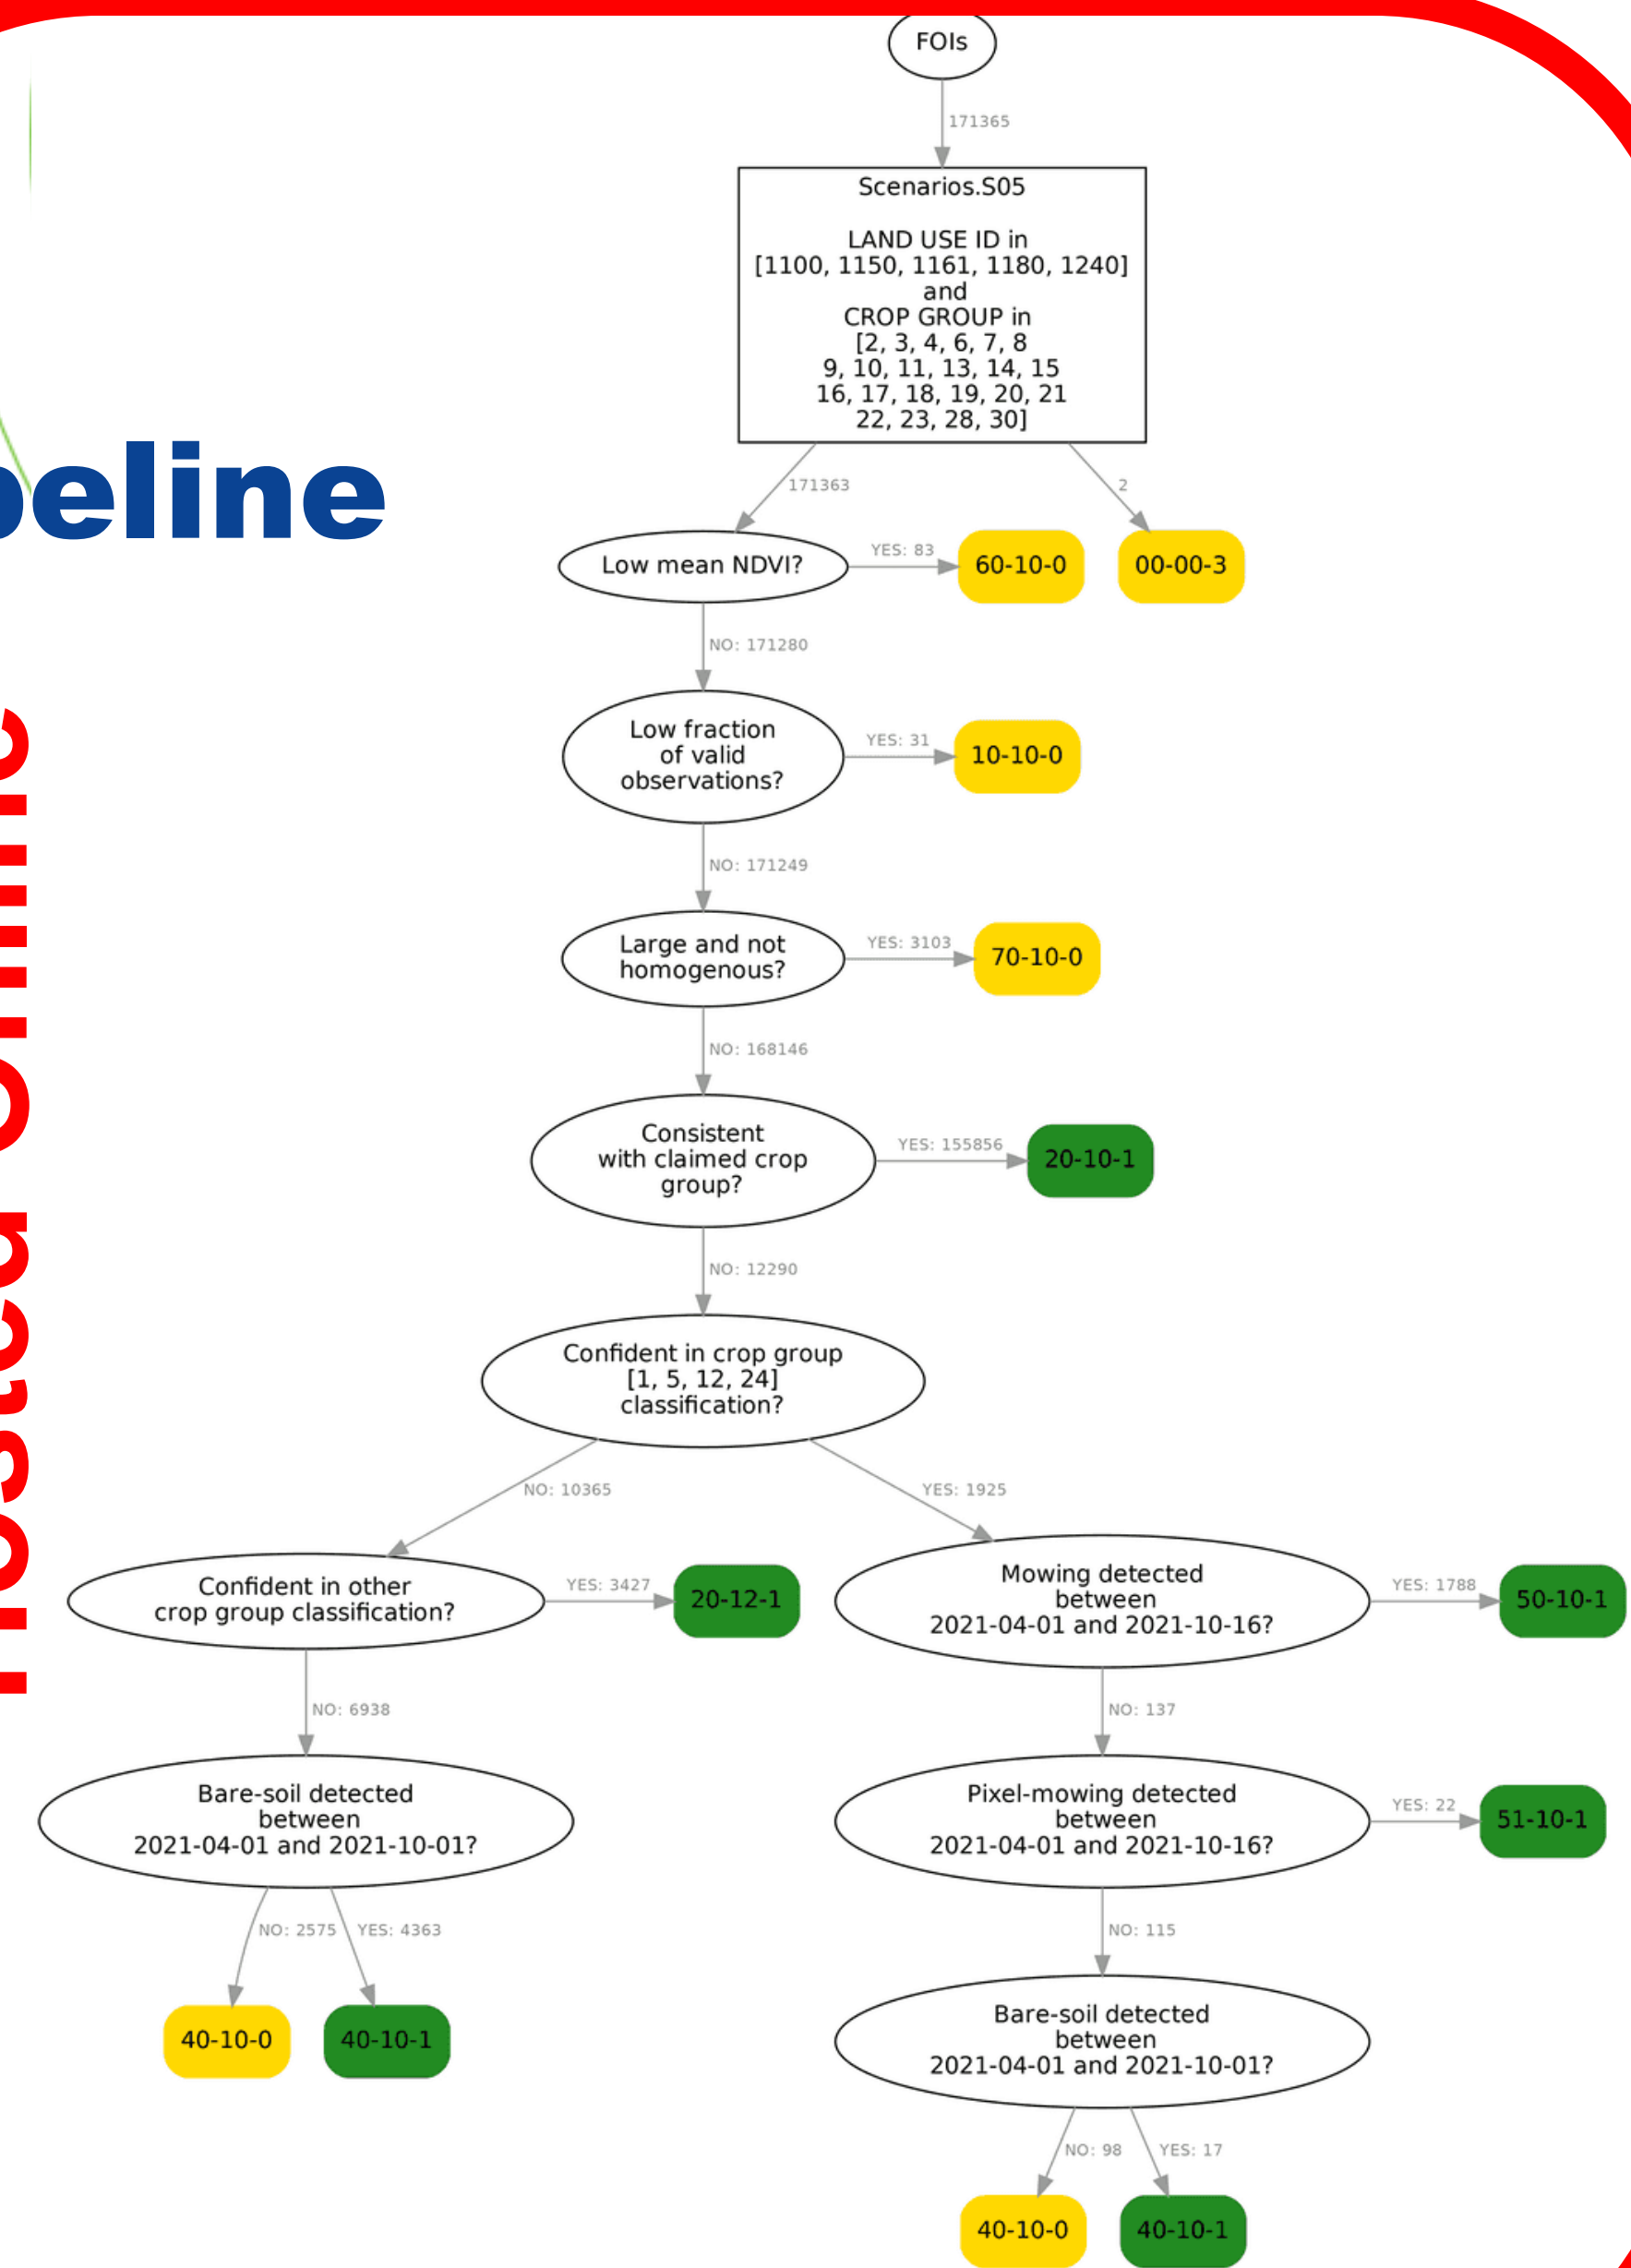 FOIs
171365
Scenarios.S05
LAND USE ID in
[1100, 1150, 1161, 1180, 1240]
and
CROP GROUP in
[2, 3, 4, 6, 7, 8
9, 10, 11, 13, 14, 15
16, 17, 18, 19, 20, 21
22, 23, 28, 30]
171363
2
eline
Low mean NDVI?
YES: 83
60-10-0
00-00-3
NO: 171280
Low fraction
of valid
observations?
YES: 31
10-10-0
NO: 171249
Large and not
homogenous?
YES: 3103
70-10-0
NO: 168146
Consistent
with claimed crop
group?
YES: 155856
20-10-1
NO: 12290
Confident in crop group
[1, 5, 12, 24]
classification?
NO: 10365
YES: 1925
Confident in other
crop group classification?
YES: 3427
20-12-1
Mowing detected
between
2021-04-01 and 2021-10-16?
YES: 1788
50-10-1
NO: 6938
NO: 137
Bare-soil detected
between
2021-04-01 and 2021-10-01?
Pixel-mowing detected
between
2021-04-01 and 2021-10-16?
YES: 22
51-10-1
NO: 2575
YES: 4363
NO: 115
40-10-0
40-10-1
Bare-soil detected
between
2021-04-01 and 2021-10-01?
NO: 98
YES: 17
40-10-0
40-10-1